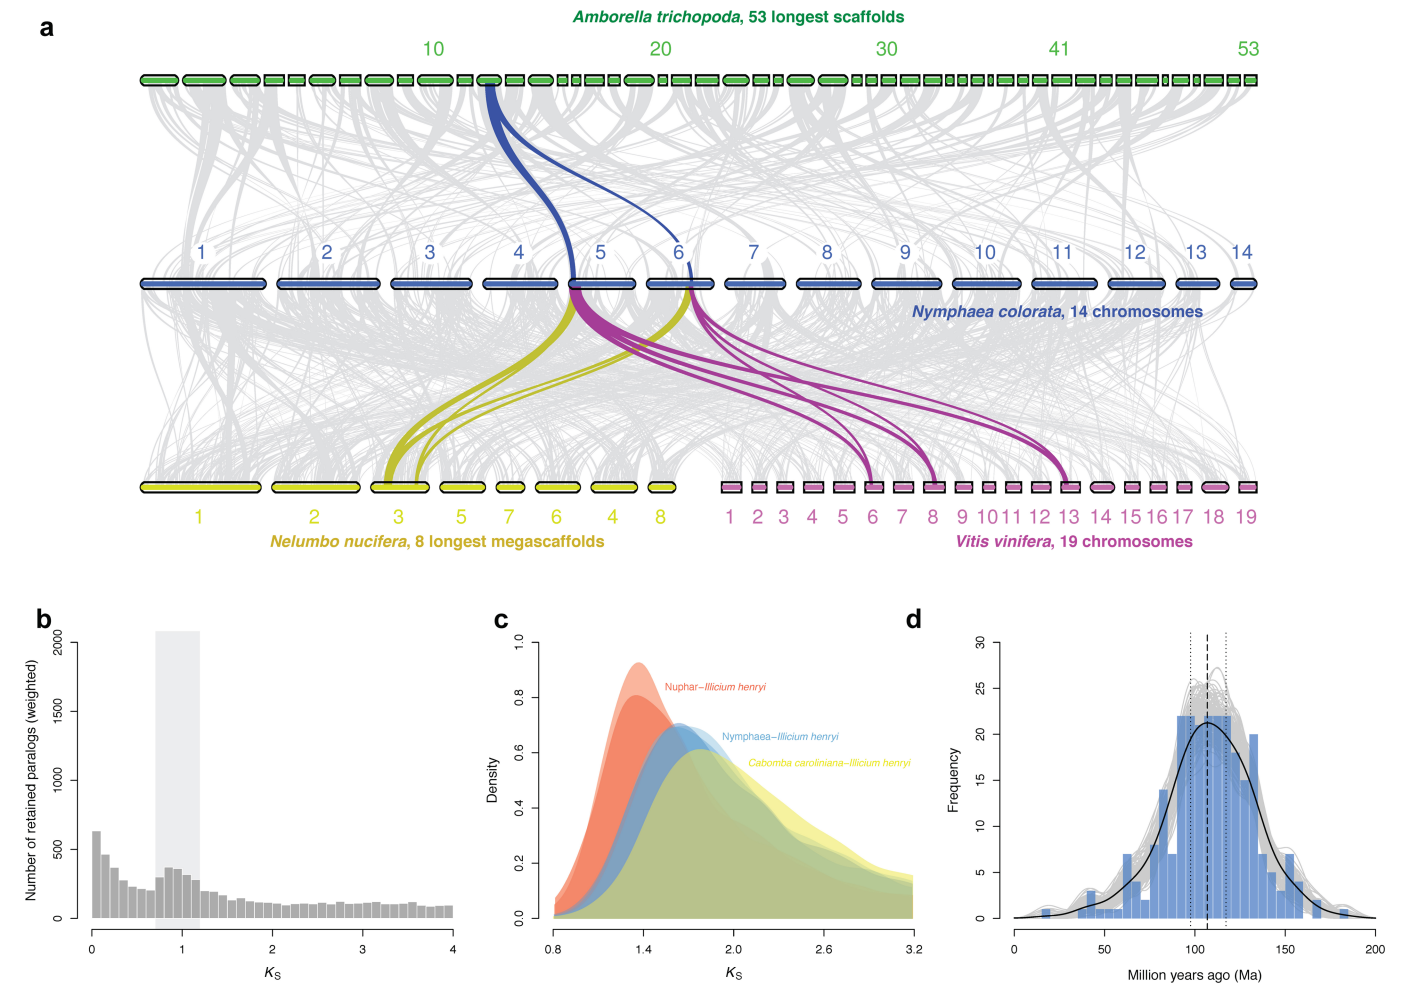 a
Amborella trichopoda, 53 longest scaffolds
10 20 30 41 53
1 2 3 4 5 6 7 8 9 10 11 12 13 14
Nymphaea colorata, 14 chromosomes
1 2 3 5 7 6 4 8 1 2 3 4 5 6 7 8 9 10 11 12 13 14 15 16 17 18 19
Nelumbo nucifera, 8 longest megascaffolds
Vitis vinifera, 19 chromosomes
b
Number of retained paralogs (weighted)
2000
1500
1000
500
0
0 1 2 3 4
KS
c
Density
1.0
0.8
0.6
0.4
0.2
0.0
Nuphar–Illicium henryi
Nymphaea–Illicium henryi
Cabomba caroliniana–Illicium henryi
0.8 1.4 2.0 2.6 3.2
KS
d
Frequency
30
25
20
15
10
5
0
0 50 100 150 200
Million years ago (Ma)